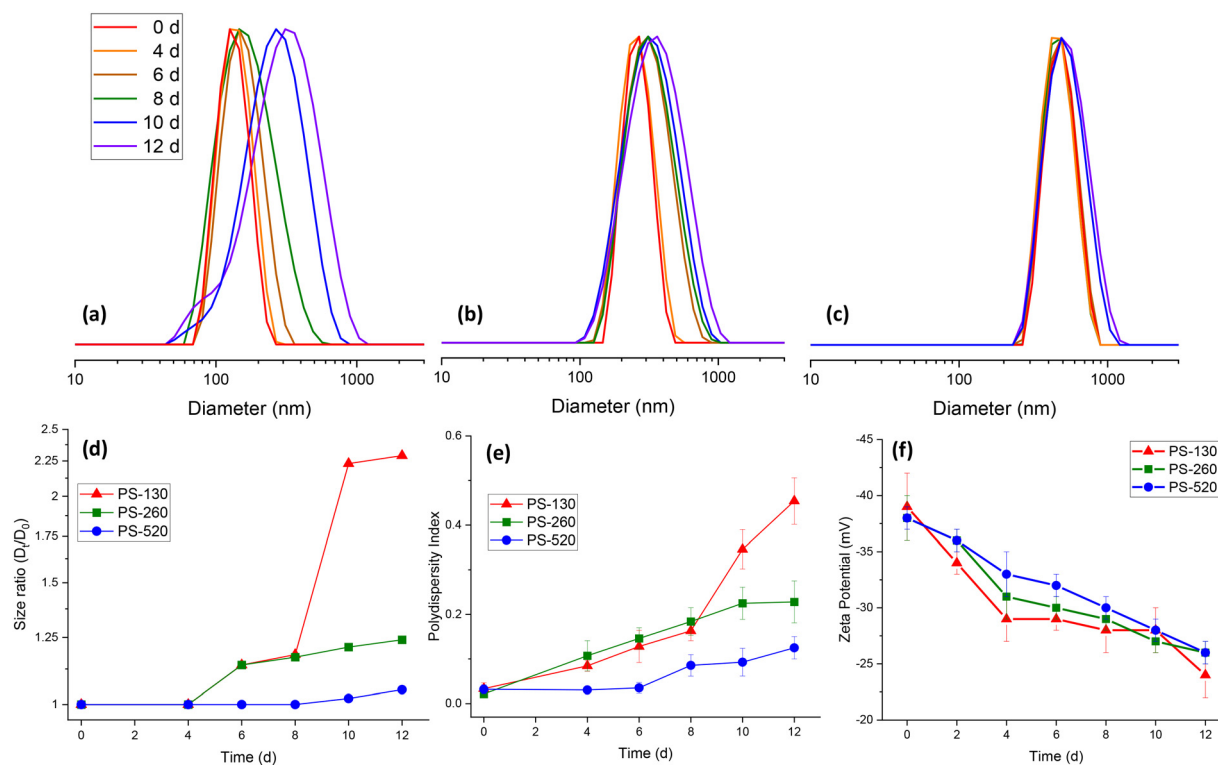 0 d
4 d
6 d
8 d
10 d
12 d
(a)
10 100 1000
Diameter (nm)
(b)
10 100 1000
Diameter (nm)
(c)
10 100 1000
Diameter (nm)
(d)
2.5
2.25
2
1.75
1.5
1.25
1
Size ratio (Dt/D0)
PS-130
PS-260
PS-520
0 2 4 6 8 10 12
Time (d)
(e)
0.6
0.4
0.2
0.0
Polydispersity Index
PS-130
PS-260
PS-520
0 2 4 6 8 10 12
Time (d)
(f)
-45
-40
-35
-30
-25
-20
Zeta Potential (mV)
PS-130
PS-260
PS-520
0 2 4 6 8 10 12
Time (d)